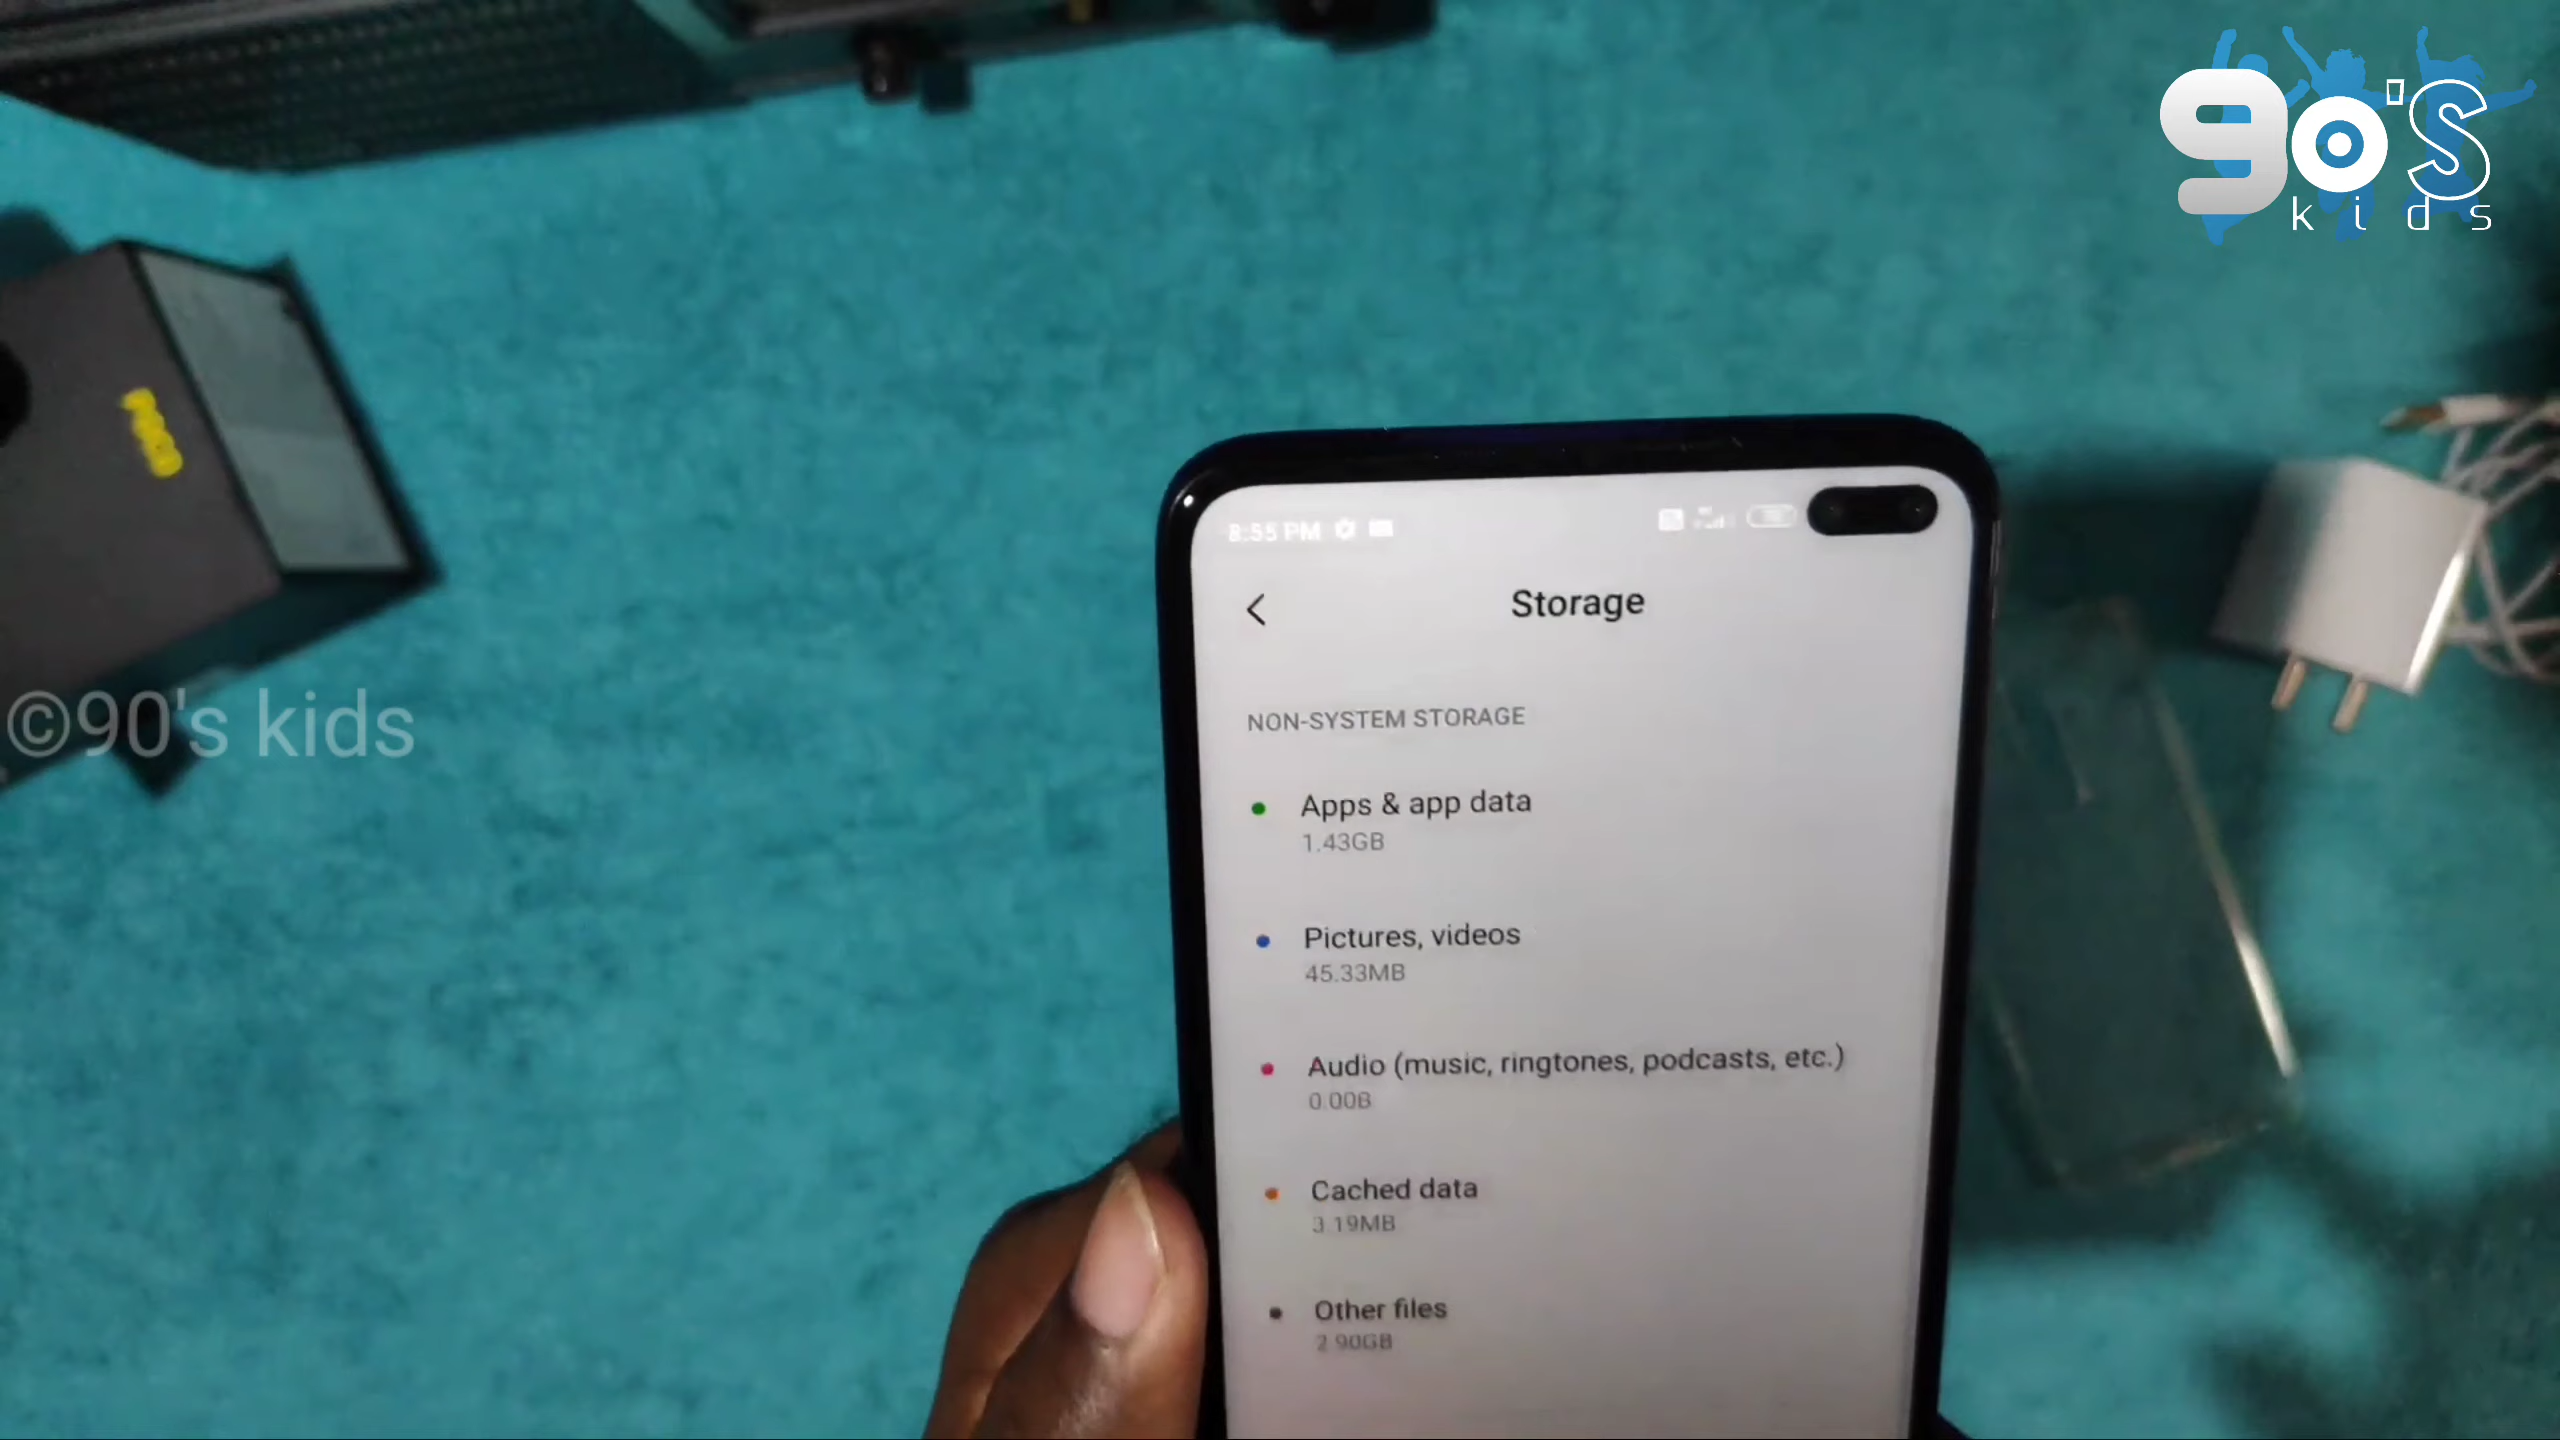 90's
kids
8:55 PM
Storage
NON-SYSTEM STORAGE
©90's kids
Apps & app data
1.43GB
Pictures, videos
45.33MB
Audio (music, ringtones, podcasts, etc.)
0.00B
Cached data
3.19MB
Other files
2.90GB